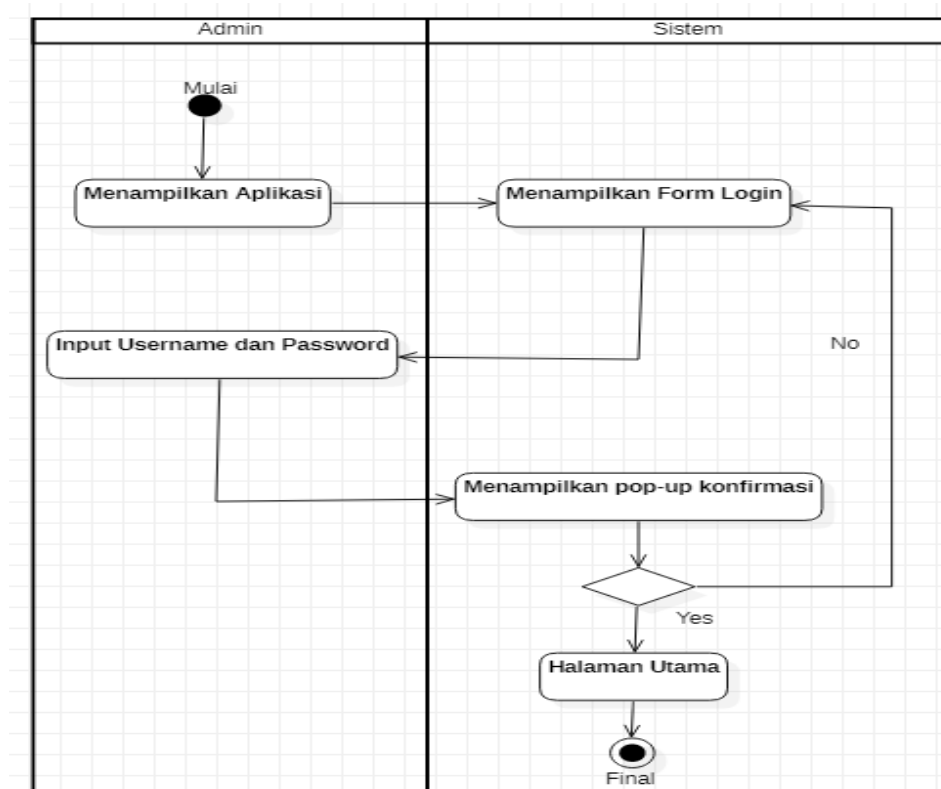 Admin
Sistem
Mulai
Menampilkan Aplikasi
Menampilkan Form Login
Input Username dan Password
No
Menampilkan pop-up konfirmasi
Yes
Halaman Utama
Final